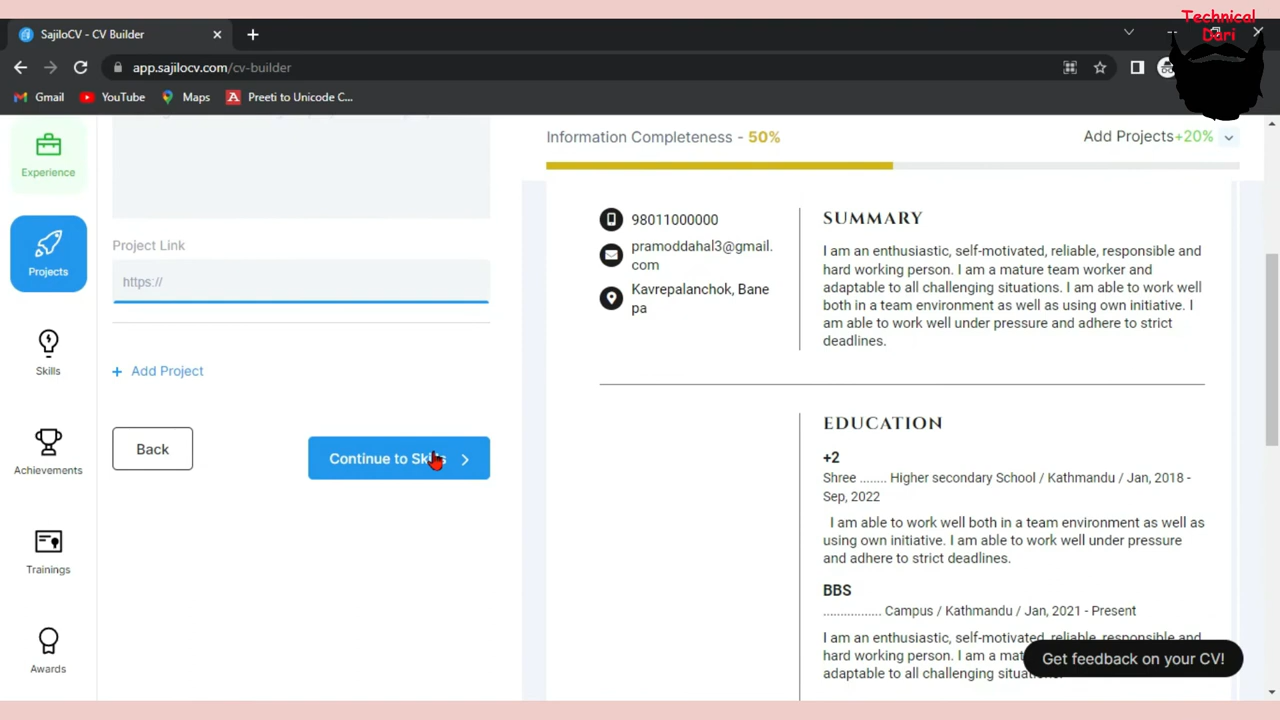 Technical
Dari
SajiloCV - CV Builder
app.sajilocv.com/cv-builder
Gmail
YouTube
Maps
Preeti to Unicode C...
Experience
Projects
Skills
Achievements
Trainings
Awards
Project Link
https://
+ Add Project
Back
Continue to Skills
Information Completeness - 50%
Add Projects+20%
98011000000
pramoddahal3@gmail.
com
Kavrepalanchok, Bane
pa
SUMMARY
I am an enthusiastic, self-motivated, reliable, responsible and
hard working person. I am a mature team worker and
adaptable to all challenging situations. I am able to work well
both in a team environment as well as using own initiative. I
am able to work well under pressure and adhere to strict
deadlines.
EDUCATION
+2
Shree ........ Higher secondary School / Kathmandu / Jan, 2018 -
Sep, 2022
I am able to work well both in a team environment as well as
using own initiative. I am able to work well under pressure
and adhere to strict deadlines.
BBS
................. Campus / Kathmandu / Jan, 2021 - Present
I am an enthusiastic, self-motivated, reliable, responsible and
hard working person. I am a mat
adaptable to all challenging situations.
Get feedback on your CV!